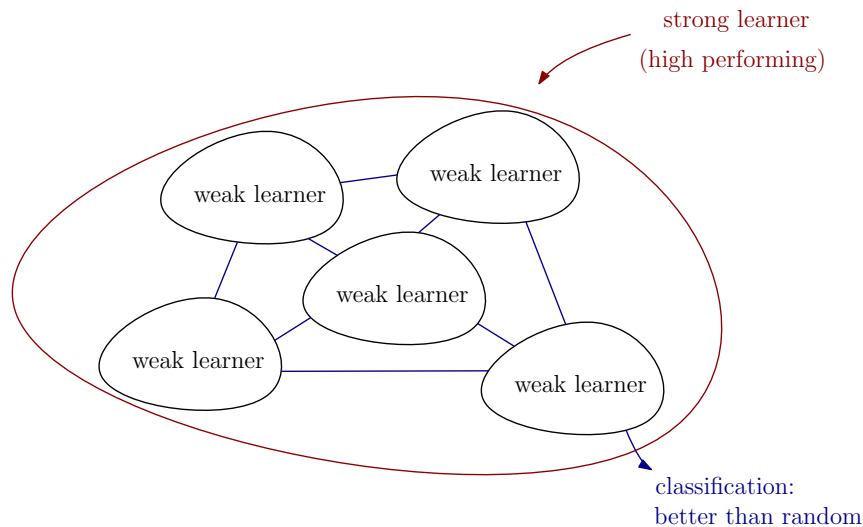 strong learner
(high performing)
weak learner
weak learner
weak learner
weak learner
weak learner
classification:
better than random